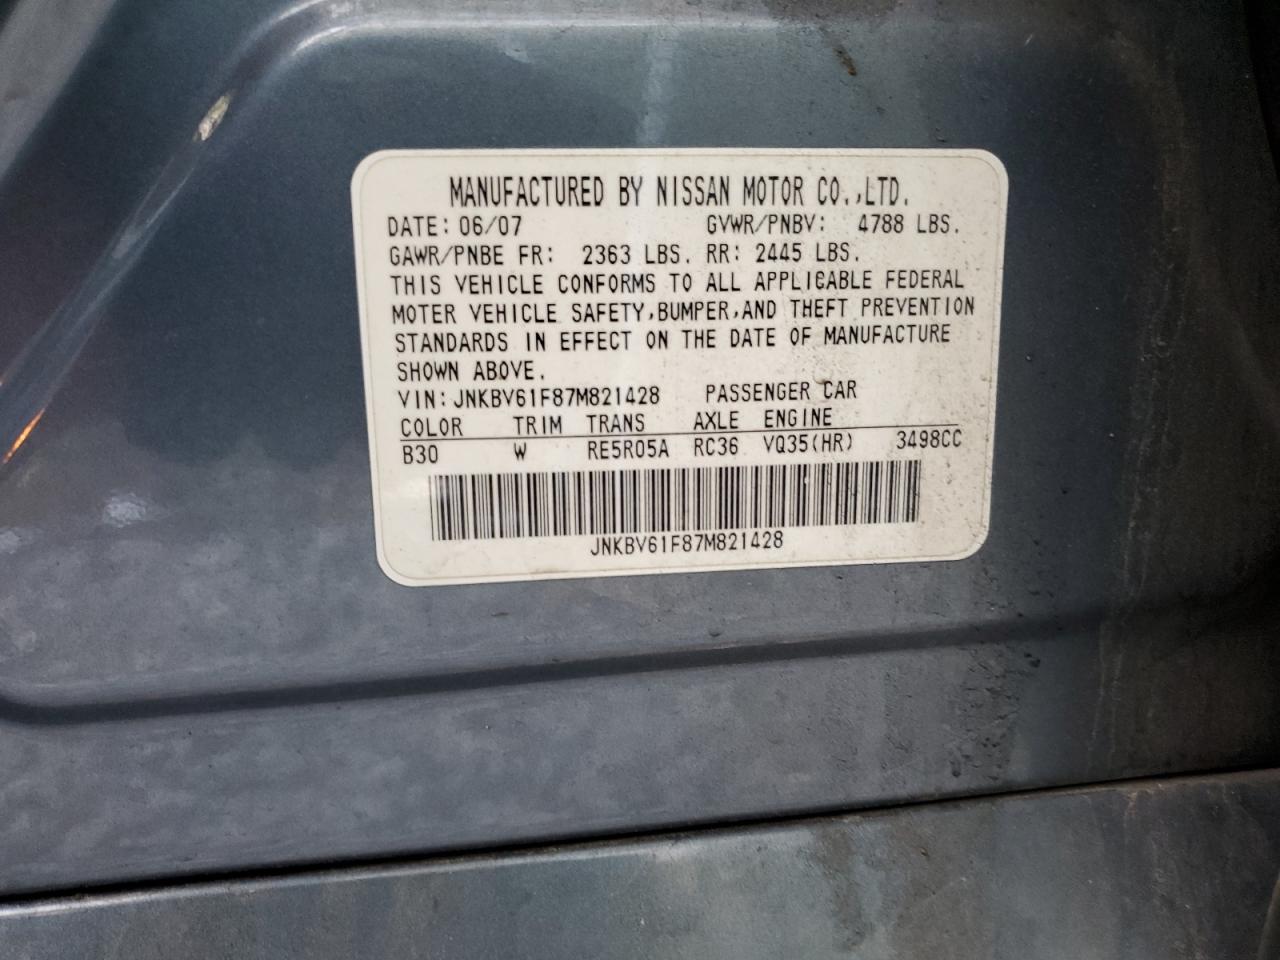 MANUFACTURED BY NISSAN MOTOR CO.,LTD.
DATE: 06/07 GVWR/PNBV: 4788 LBS.
GAWR/PNBE FR: 2363 LBS. RR: 2445 LBS.
THIS VEHICLE CONFORMS TO ALL APPLICABLE FEDERAL
MOTER VEHICLE SAFETY,BUMPER,AND THEFT PREVENTION
STANDARDS IN EFFECT ON THE DATE OF MANUFACTURE
SHOWN ABOVE.
VIN: JNKBV61F87M821428 PASSENGER CAR
COLOR TRIM TRANS AXLE ENGINE
B30 W RE5R05A RC36 VQ35(HR) 3498CC
JNKBV61F87M821428